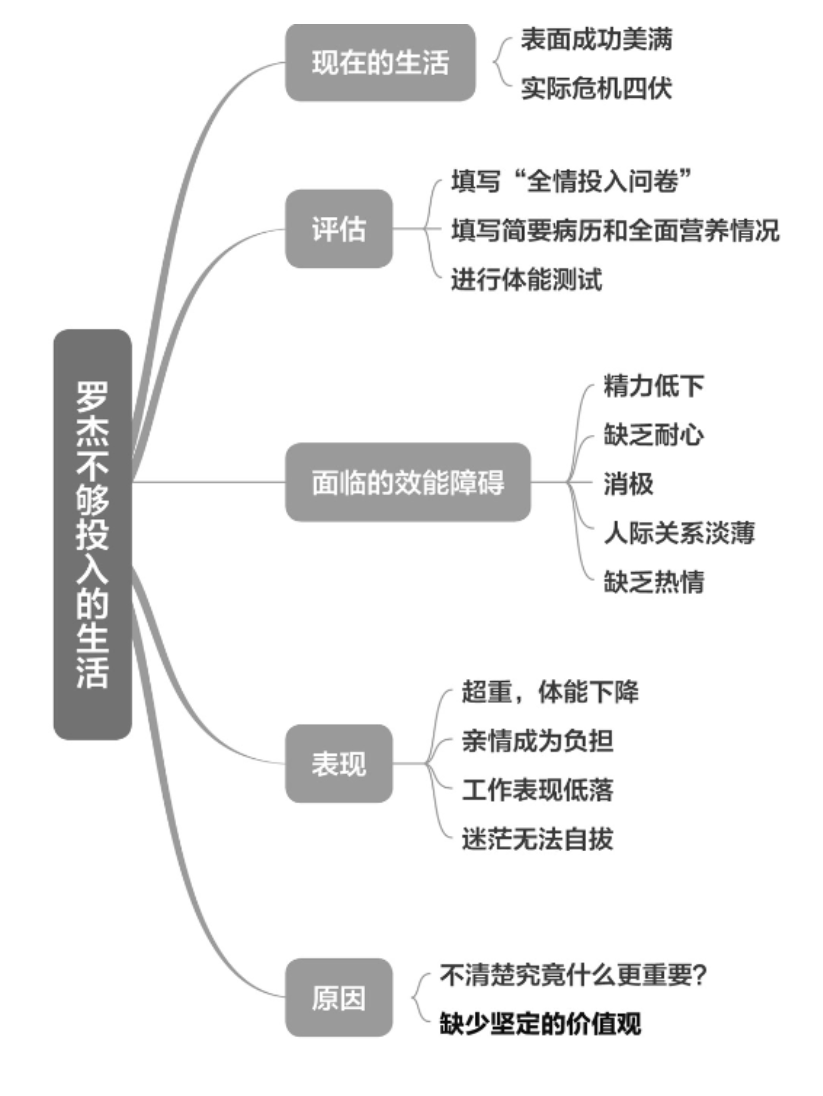 罗杰不够投入的生活
现在的生活
表面成功美满
实际危机四伏
评估
填写“全情投入问卷”
填写简要病历和全面营养情况
进行体能测试
面临的效能障碍
精力低下
缺乏耐心
消极
人际关系淡薄
缺乏热情
表现
超重，体能下降
亲情成为负担
工作表现低落
迷茫无法自拔
原因
不清楚究竟什么更重要？
缺少坚定的价值观